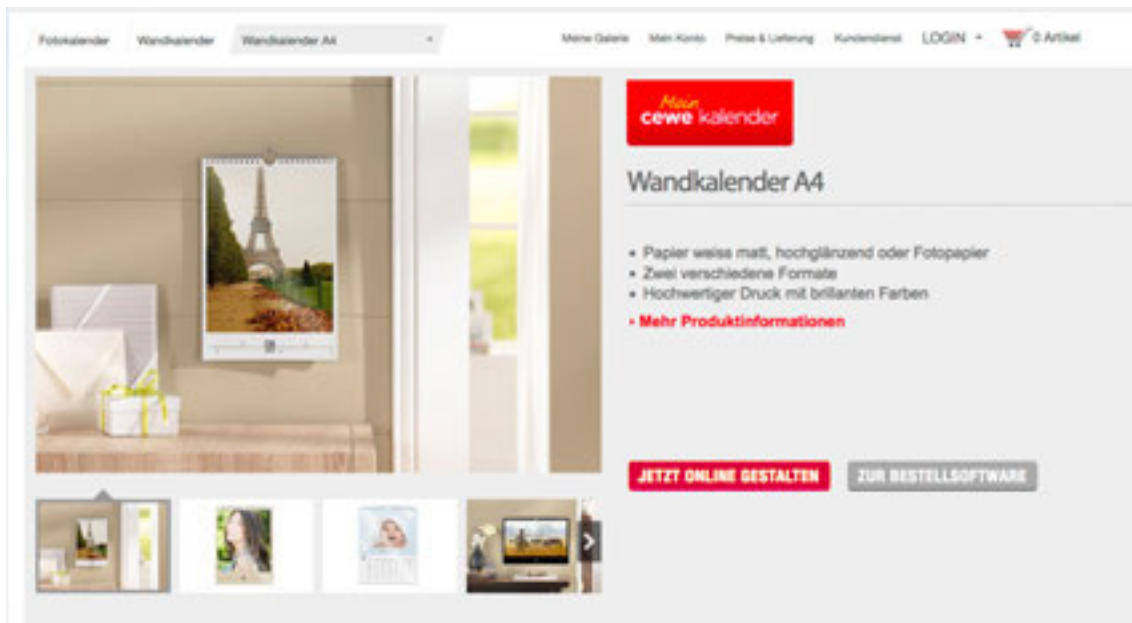 Fotokalender Wandkalender Wandkalender A4
Meine Galerie Mein Konto Preise & Lieferung Kundendienst LOGIN 0 Artikel
Mein
cewe kalender
Wandkalender A4
Papier weiss matt, hochglänzend oder Fotopapier
Zwei verschiedene Formate
Hochwertiger Druck mit brillanten Farben
Mehr Produktinformationen
JETZT ONLINE GESTALTEN ZUR BESTELLSOFTWARE